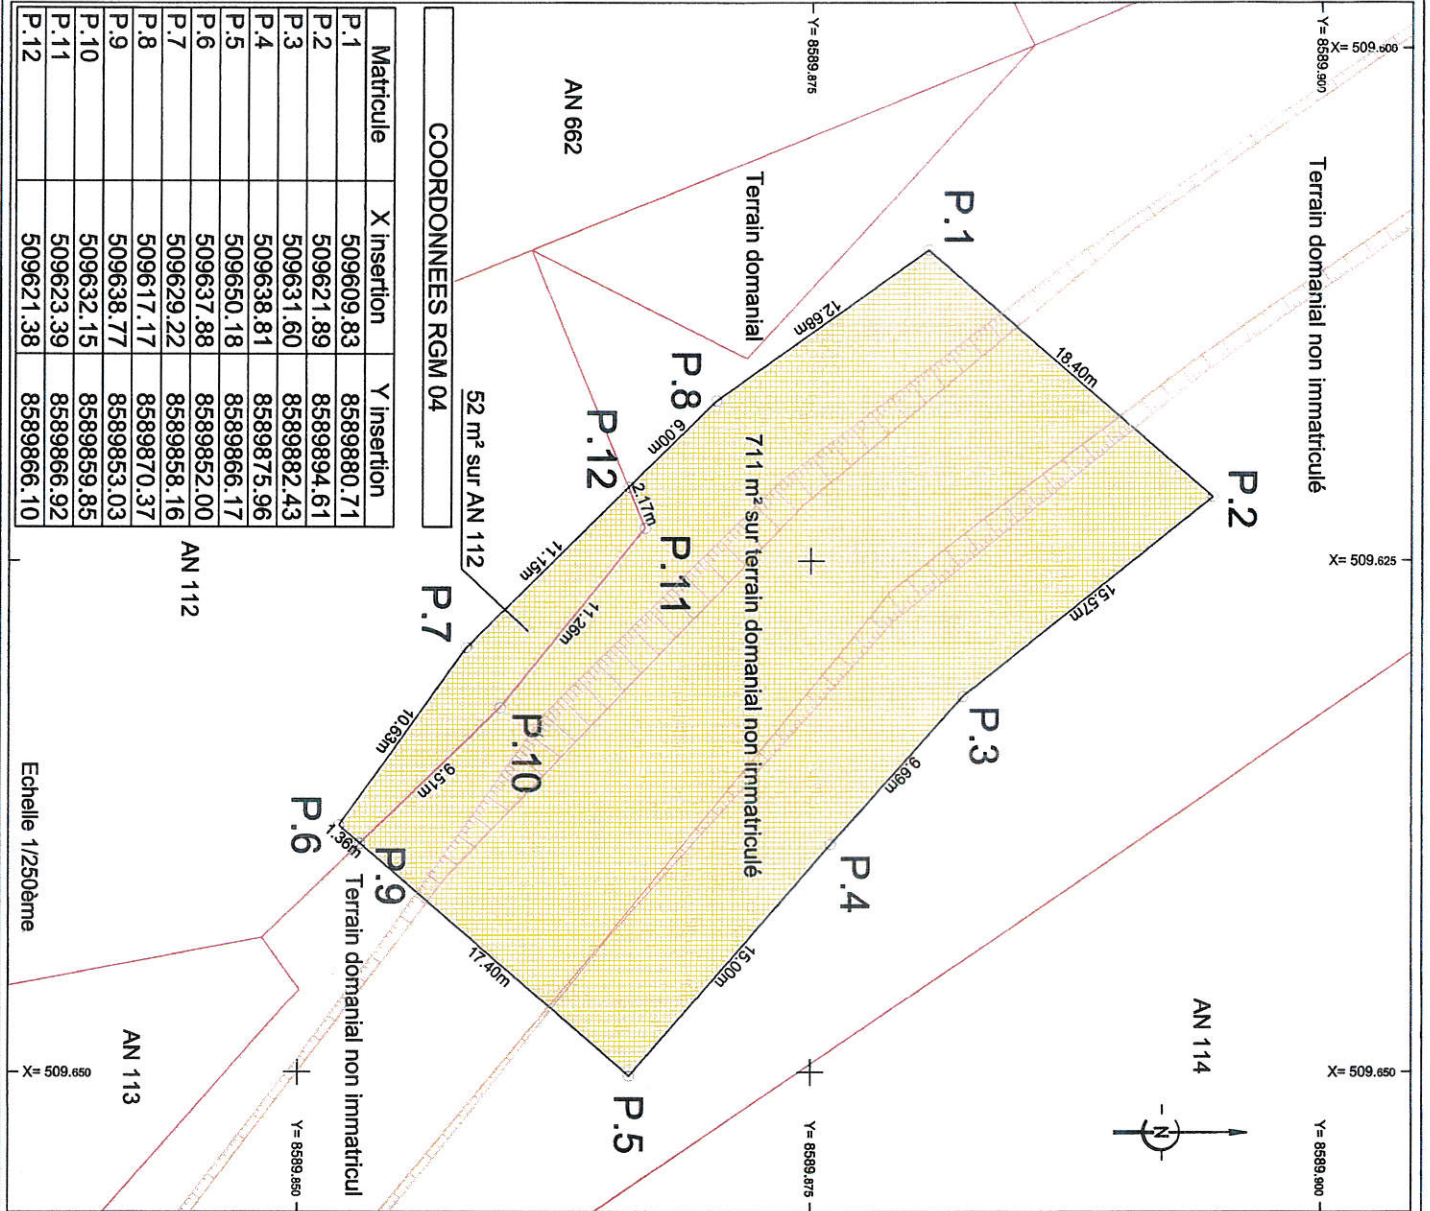 Y= 8589.900
X= 509.600
Terrain domanial non immatriculé
P.2
X= 509.625
AN 114
X= 509.650
Y= 8589.900
N
18.40m
15.57m
P.1
P.3
9.69m
P.4
15.00m
Y= 8589.875
12.68m
Terrain domanial
711 m² sur terrain domanial non immatriculé
Y= 8589.875
P.8
6.00m
P.12
2.17m
P.11
P.5
AN 662
11.15m
11.26m
52 m² sur AN 112
P.7
P.10
17.40m
10.63m
9.51m
P.9
P.6
1.36m
Terrain domanial non immatricul
Y= 8589.850
COORDONNEES RGM 04
Matricule X insertion Y insertion
P.1 509609.83 8589880.71
P.2 509621.89 8589894.61
P.3 509631.60 8589882.43
P.4 509638.81 8589875.96
P.5 509650.18 8589866.17
P.6 509637.88 8589852.00
P.7 509629.22 8589858.16
P.8 509617.17 8589870.37
P.9 509638.77 8589853.03
P.10 509632.15 8589859.85
P.11 509623.39 8589866.92
P.12 509621.38 8589866.10
AN 112
Echelle 1/250ème
AN 113
X= 509.650